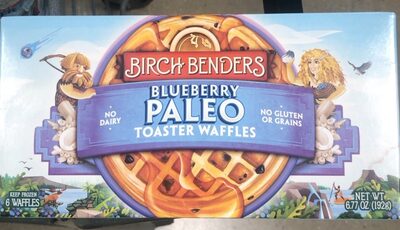 BIRCH BENDERS
BLUEBERRY
PALEO
TOASTER WAFFLES
NO
DAIRY
NO GLUTEN
OR GRAINS
KEEP FROZEN
6 WAFFLES
NET WT
6.77 OZ (192g)